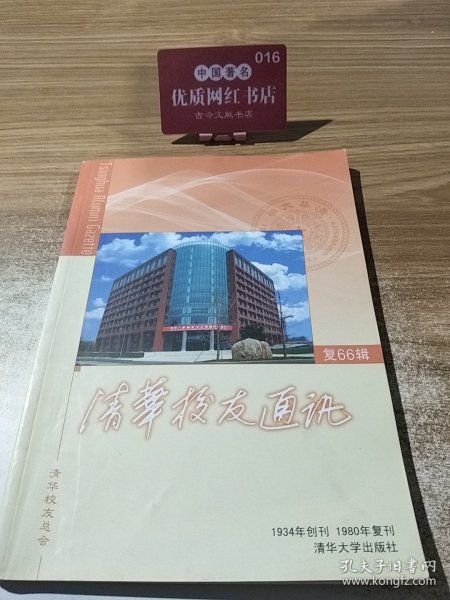 016
中国著名
优质网红书店
古今文献书店
Tsinghua Alumni Gazette
复66辑
清華校友通訊
清华校友总会
1934年创刊 1980年复刊
清华大学出版社
孔夫子旧书网
www.kongfz.com